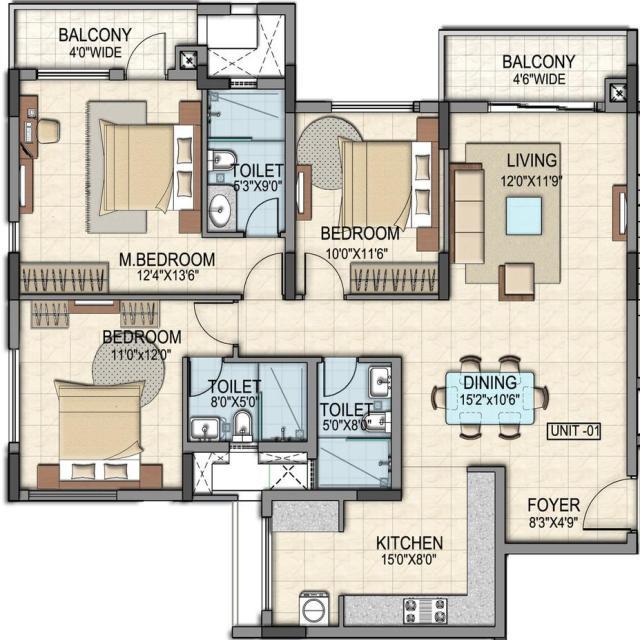 BALCONY
4'0"WIDE
BALCONY
4'6"WIDE
TOILET
5'3"X9'0"
LIVING
12'0"X11'9"
BEDROOM
10'0"X11'6"
M.BEDROOM
12'4"X13'6"
BEDROOM
11'0"x12'0"
TOILET
8'0"X5'0"
TOILET
5'0"X8'0"
DINING
15'2"x10'6"
UNIT -01
FOYER
8'3"X4'9"
KITCHEN
15'0"X8'0"